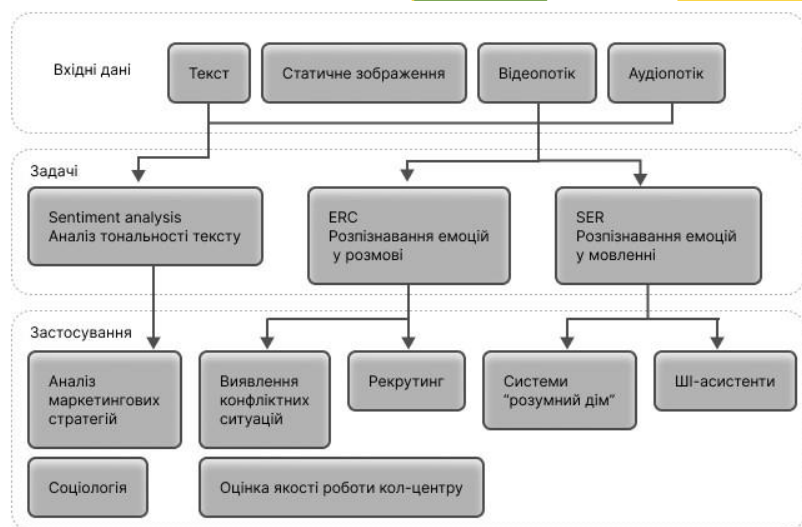 Вхідні дані
Текст
Статичне зображення
Відеопотік
Аудіопотік
Задачі
Sentiment analysis
Аналіз тональності тексту
ERC
Розпізнавання емоцій
у розмові
SER
Розпізнавання емоцій
у мовленні
Застосування
Аналіз
маркетингових
стратегій
Виявлення
конфліктних
ситуацій
Рекрутинг
Системи
“розумний дім“
ШІ-асистенти
Соціологія
Оцінка якості роботи кол-центру